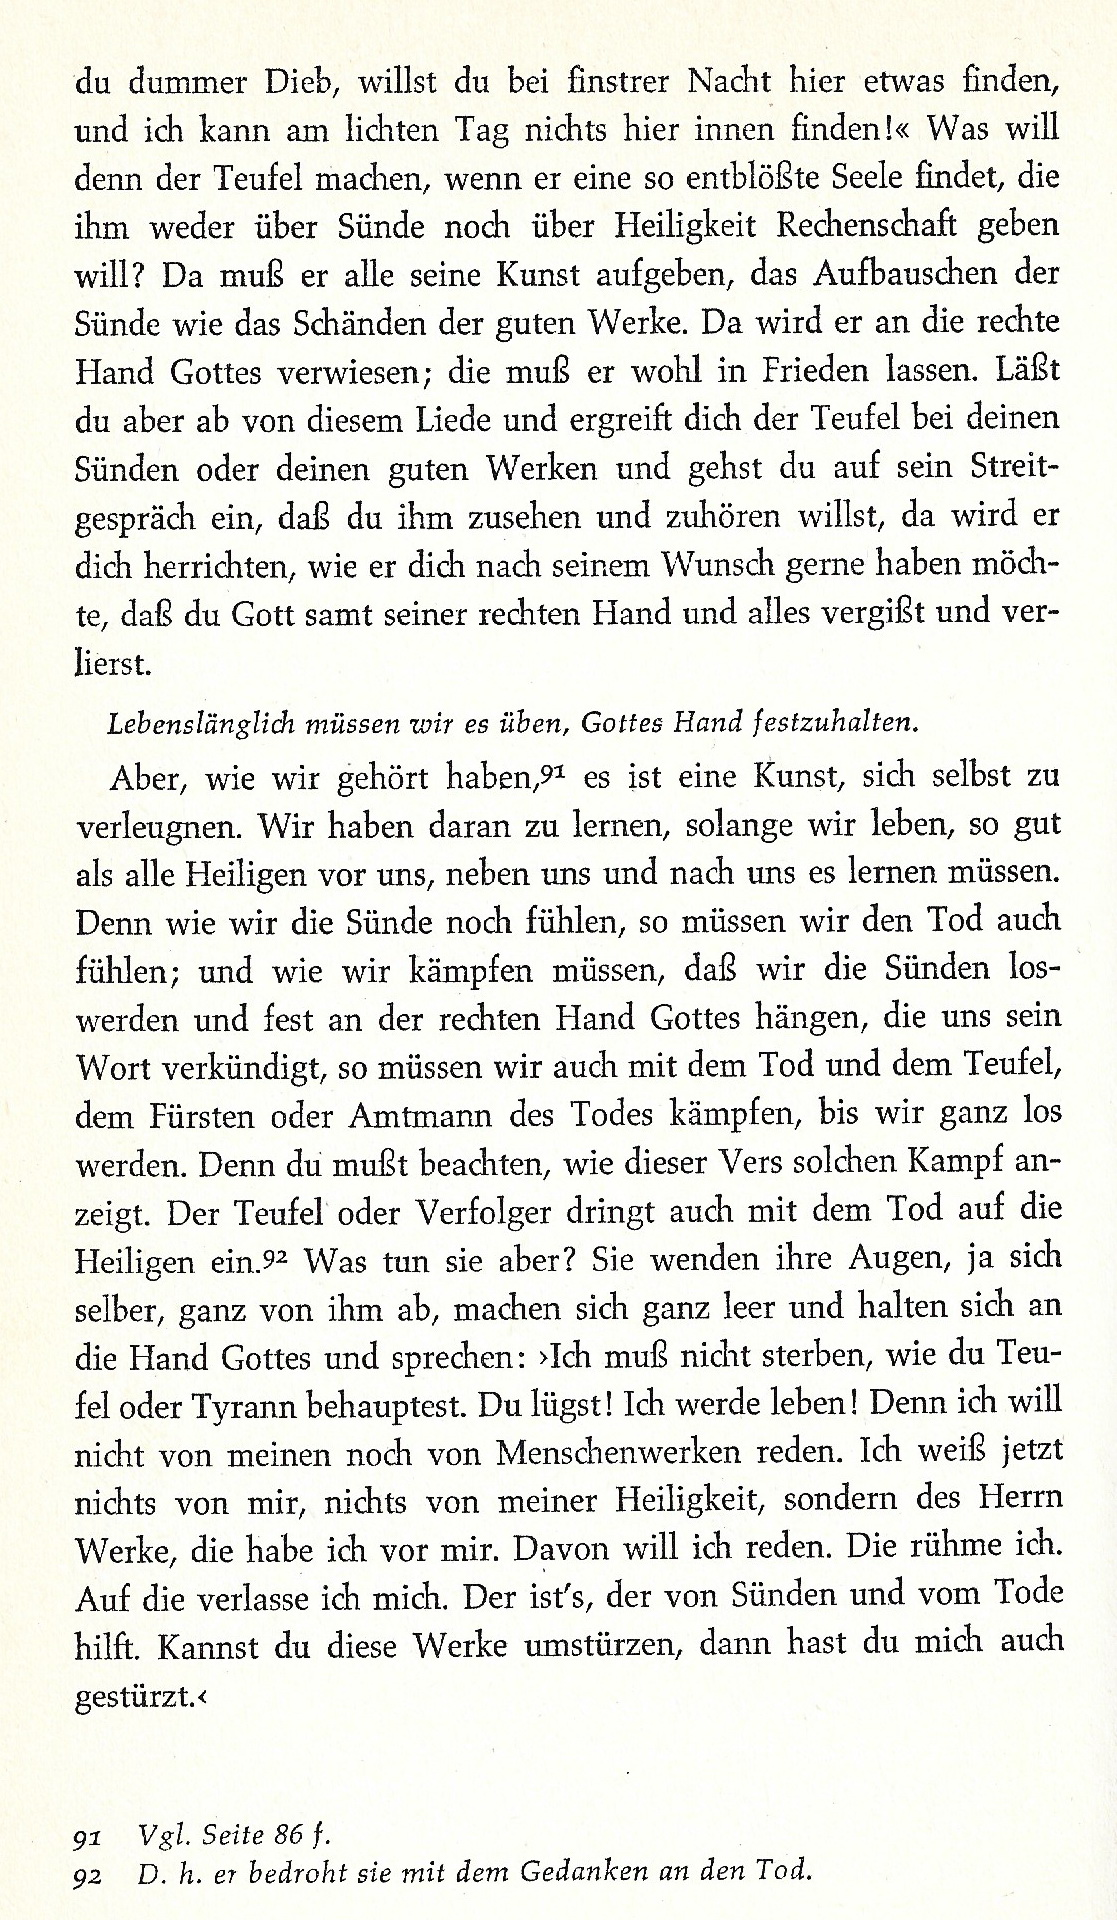 du dummer Dieb, willst du bei finstrer Nacht hier etwas finden,
und ich kann am lichten Tag nichts hier innen finden!« Was will
denn der Teufel machen, wenn er eine so entblößte Seele findet, die
ihm weder über Sünde noch über Heiligkeit Rechenschaft geben
will? Da muß er alle seine Kunst aufgeben, das Aufbauschen der
Sünde wie das Schänden der guten Werke. Da wird er an die rechte
Hand Gottes verwiesen; die muß er wohl in Frieden lassen. Läßt
du aber ab von diesem Liede und ergreift dich der Teufel bei deinen
Sünden oder deinen guten Werken und gehst du auf sein Streit-
gespräch ein, daß du ihm zusehen und zuhören willst, da wird er
dich herrichten, wie er dich nach seinem Wunsch gerne haben möch-
te, daß du Gott samt seiner rechten Hand und alles vergißt und ver-
lierst.
Lebenslänglich müssen wir es üben, Gottes Hand festzuhalten.
Aber, wie wir gehört haben,91 es ist eine Kunst, sich selbst zu
verleugnen. Wir haben daran zu lernen, solange wir leben, so gut
als alle Heiligen vor uns, neben uns und nach uns es lernen müssen.
Denn wie wir die Sünde noch fühlen, so müssen wir den Tod auch
fühlen; und wie wir kämpfen müssen, daß wir die Sünden los-
werden und fest an der rechten Hand Gottes hängen, die uns sein
Wort verkündigt, so müssen wir auch mit dem Tod und dem Teufel,
dem Fürsten oder Amtmann des Todes kämpfen, bis wir ganz los
werden. Denn du mußt beachten, wie dieser Vers solchen Kampf an-
zeigt. Der Teufel oder Verfolger dringt auch mit dem Tod auf die
Heiligen ein.92 Was tun sie aber? Sie wenden ihre Augen, ja sich
selber, ganz von ihm ab, machen sich ganz leer und halten sich an
die Hand Gottes und sprechen: ›Ich muß nicht sterben, wie du Teu-
fel oder Tyrann behauptest. Du lügst! Ich werde leben! Denn ich will
nicht von meinen noch von Menschenwerken reden. Ich weiß jetzt
nichts von mir, nichts von meiner Heiligkeit, sondern des Herrn
Werke, die habe ich vor mir. Davon will ich reden. Die rühme ich.
Auf die verlasse ich mich. Der ist's, der von Sünden und vom Tode
hilft. Kannst du diese Werke umstürzen, dann hast du mich auch
gestürzt.‹
91 Vgl. Seite 86 f.
92 D. h. er bedroht sie mit dem Gedanken an den Tod.